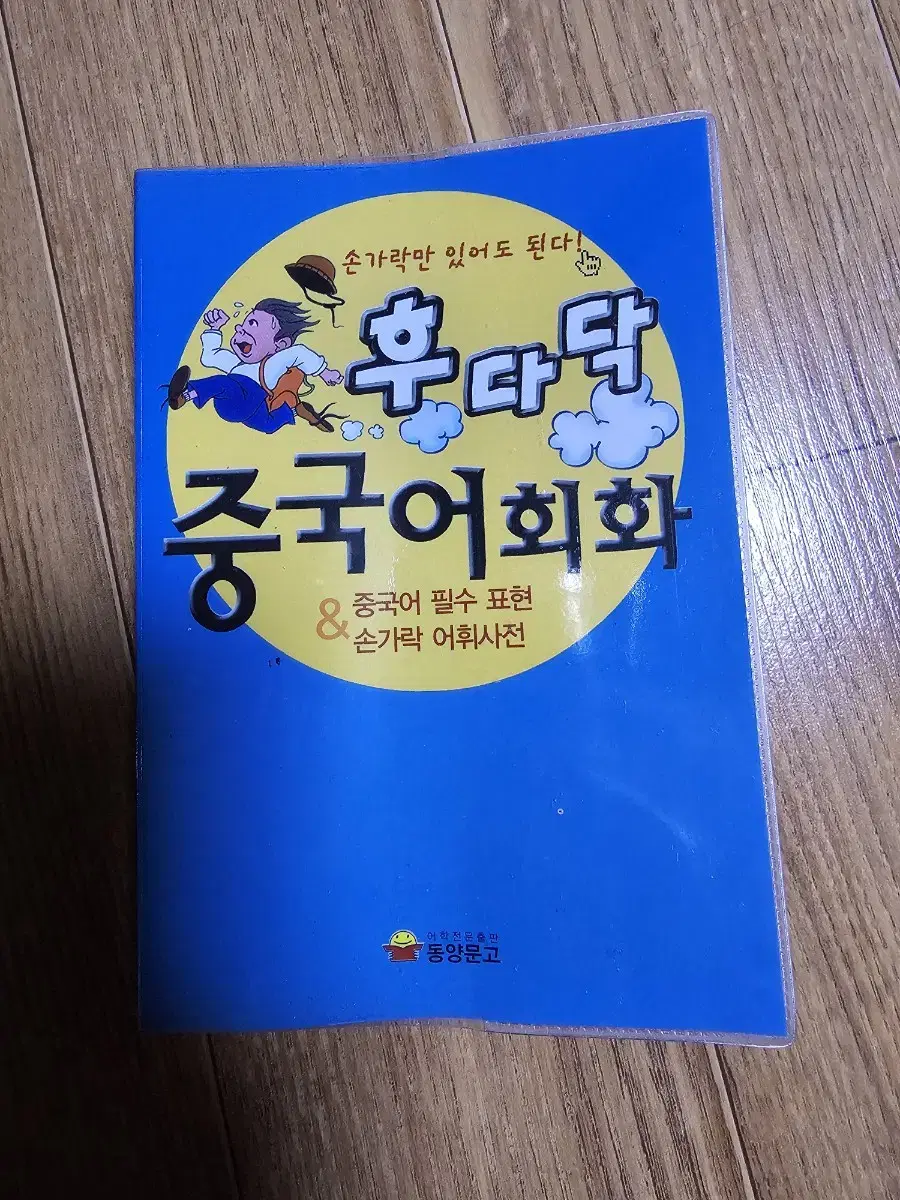 손가락만 있어도 된다!
후다닥
중국어회화
& 중국어 필수 표현
손가락 어휘사전
어학전문출판
동양문고